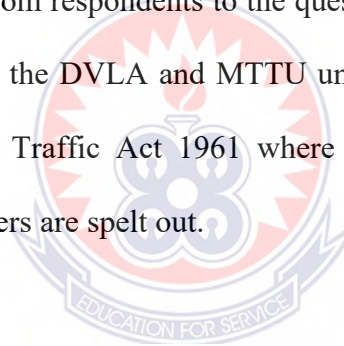 om respondents to the ques
the DVLA and MTTU un
Traffic Act 1961 where
ers are spelt out.
EDUCATION FOR SERVICE